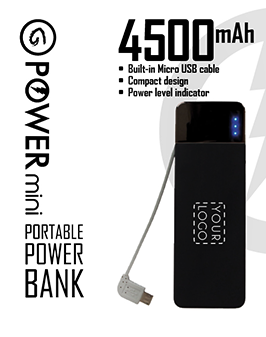 POWER mini
PORTABLE
POWER
BANK
4500mAh
Built-in Micro USB cable
Compact design
Power level indicator
YOUR
LOGO